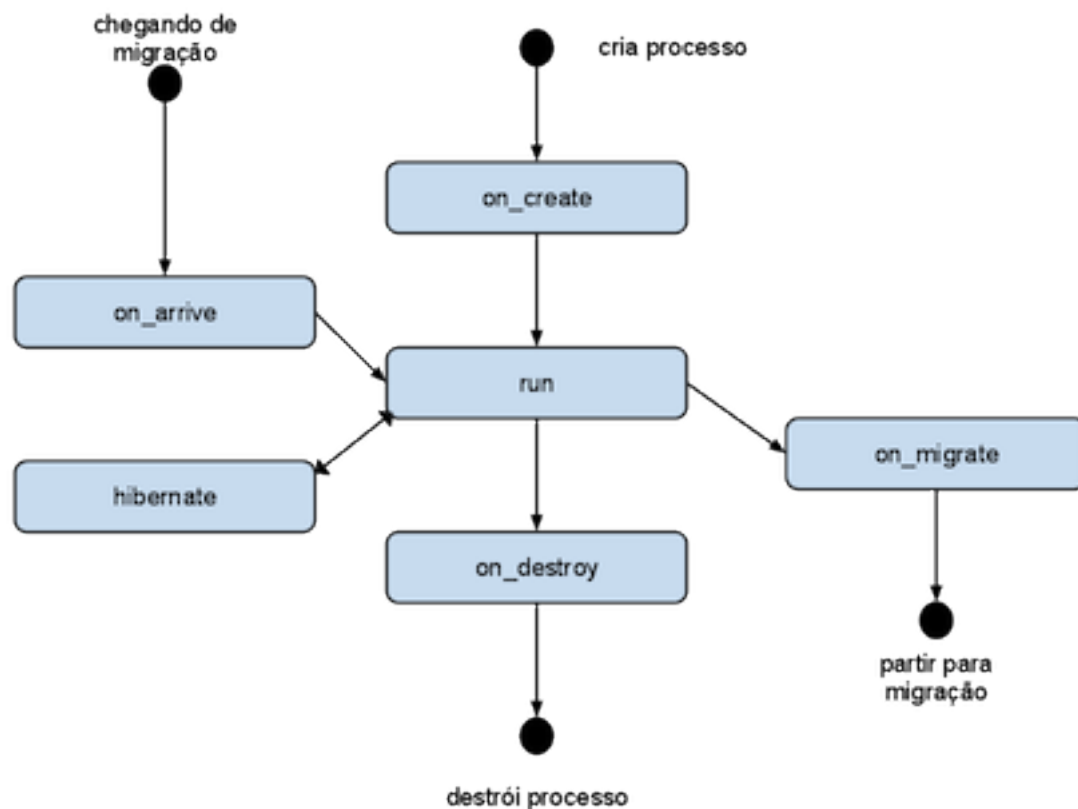 chegando de
migração
cria processo
on_create
on_arrive
run
on_migrate
hibernate
on_destroy
partir para
migração
destrói processo